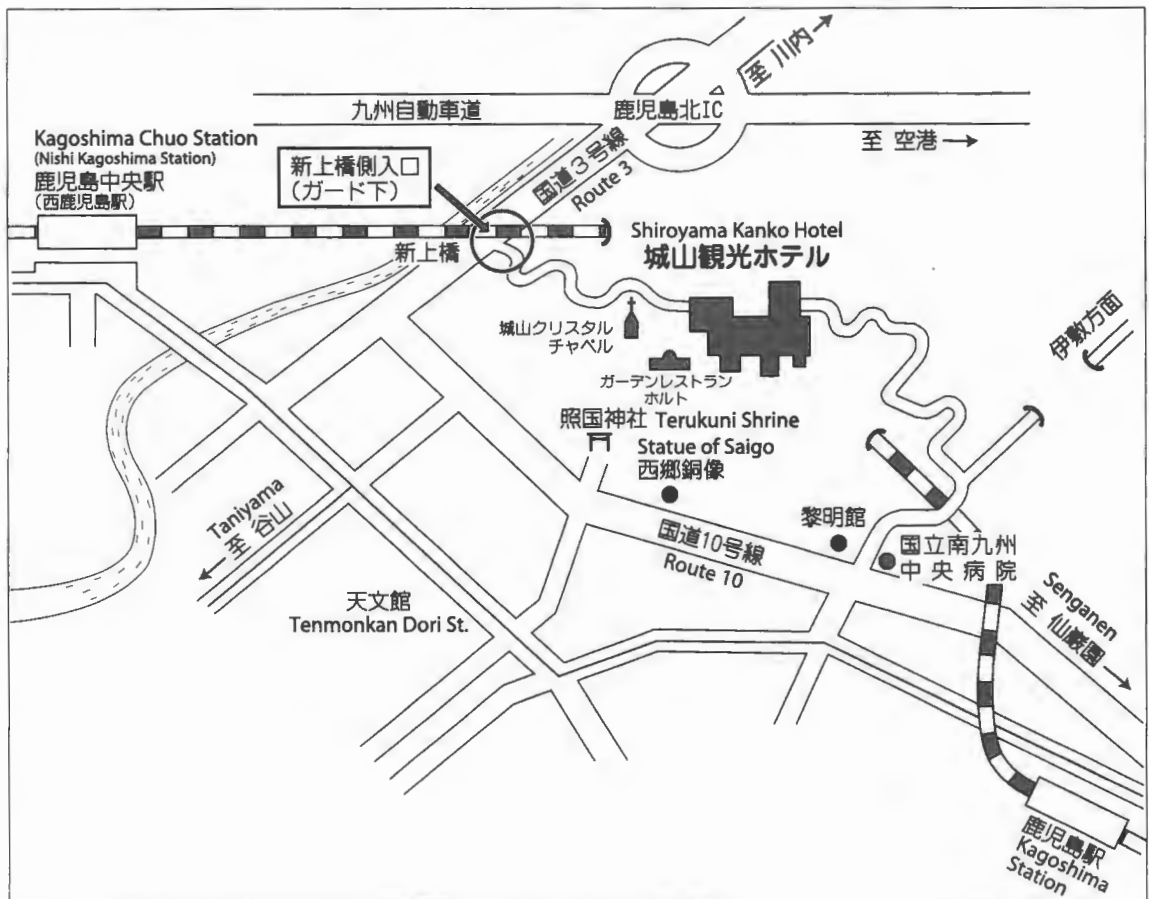 至 川内
九州自動車道
鹿児島北IC
至 空港
Kagoshima Chuo Station
(Nishi Kagoshima Station)
鹿児島中央駅
(西鹿児島駅)
新上橋側入口
(ガード下)
国道3号線
Route 3
新上橋
Shiroyama Kanko Hotel
城山観光ホテル
城山クリスタル
チャペル
ガーデンレストラン
ホルト
伊敷方面
照国神社 Terukuni Shrine
Statue of Saigo
西郷銅像
Taniyama
至 谷山
国道10号線
Route 10
黎明館
国立南九州
中央病院
天文館
Tenmonkan Dori St.
Senganen
至 仙巌園
鹿児島駅
Kagoshima
Station